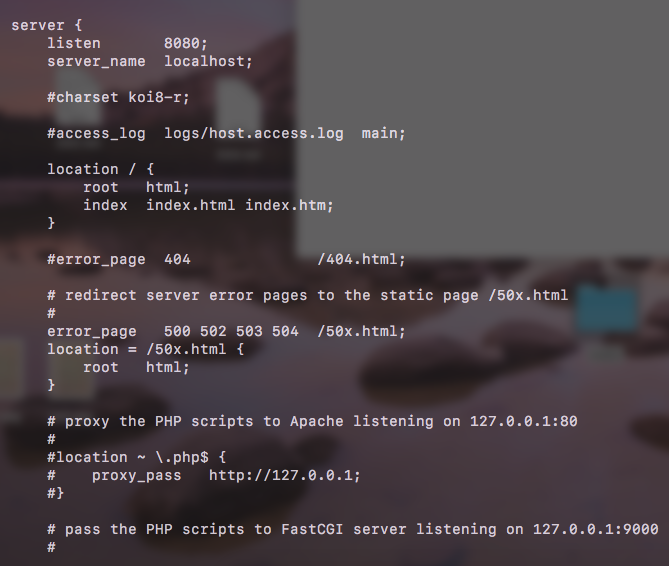 server {
    listen       8080;
    server_name  localhost;

    #charset koi8-r;

    #access_log  logs/host.access.log  main;

    location / {
        root   html;
        index  index.html index.htm;
    }

    #error_page  404              /404.html;

    # redirect server error pages to the static page /50x.html
    #
    error_page   500 502 503 504  /50x.html;
    location = /50x.html {
        root   html;
    }

    # proxy the PHP scripts to Apache listening on 127.0.0.1:80
    #
    #location ~ \.php$ {
    #    proxy_pass   http://127.0.0.1;
    #}

    # pass the PHP scripts to FastCGI server listening on 127.0.0.1:9000
    #